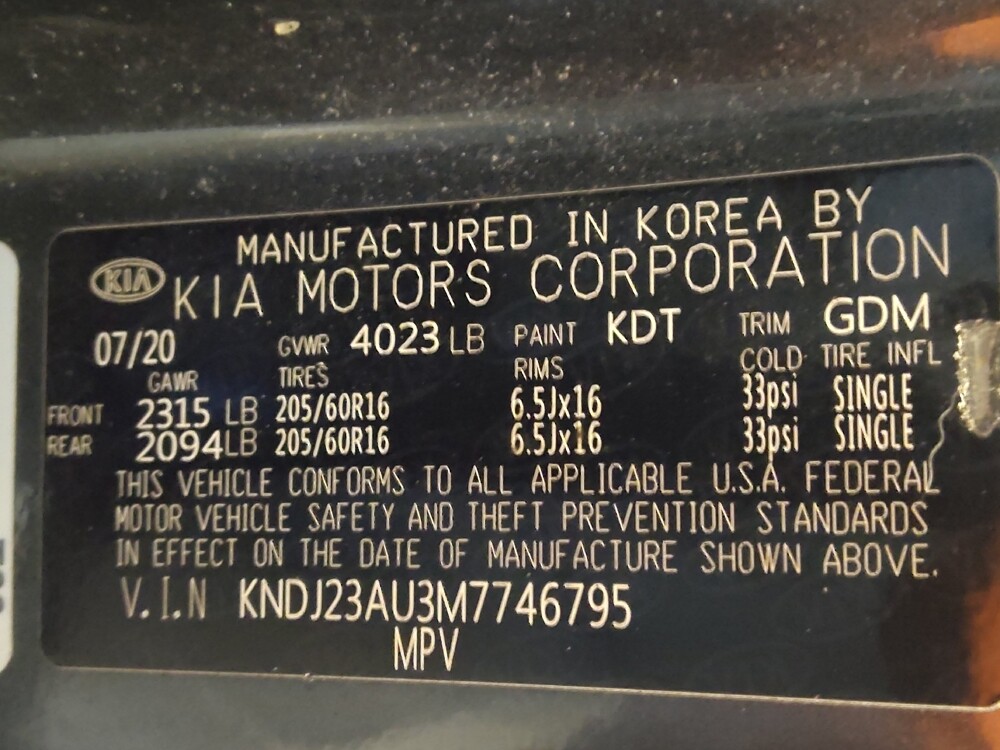 MANUFACTURED IN KOREA BY
KIA KIA MOTORS CORPORATION
07/20 GVWR 4023 LB PAINT KDT TRIM GDM
GAWR TIRES RIMS COLD TIRE INFL
FRONT 2315 LB 205/60R16 6.5Jx16 33psi SINGLE
REAR 2094LB 205/60R16 6.5Jx16 33psi SINGLE
THIS VEHICLE CONFORMS TO ALL APPLICABLE U.S.A. FEDERAL
MOTOR VEHICLE SAFETY AND THEFT PREVENTION STANDARDS
IN EFFECT ON THE DATE OF MANUFACTURE SHOWN ABOVE.
V.I.N KNDJ23AU3M7746795
MPV